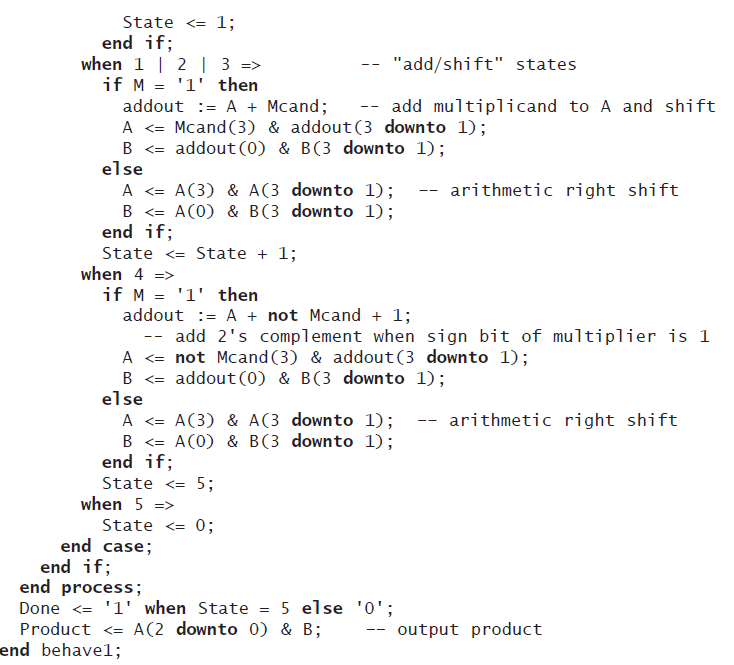 State <= 1;
end if;
when 1 | 2 | 3 => -- "add/shift" states
if M = '1' then
addout := A + Mcand; -- add multiplicand to A and shift
A <= Mcand(3) & addout(3 downto 1);
B <= addout(0) & B(3 downto 1);
else
A <= A(3) & A(3 downto 1); -- arithmetic right shift
B <= A(0) & B(3 downto 1);
end if;
State <= State + 1;
when 4 =>
if M = '1' then
addout := A + not Mcand + 1;
-- add 2's complement when sign bit of multiplier is 1
A <= not Mcand(3) & addout(3 downto 1);
B <= addout(0) & B(3 downto 1);
else
A <= A(3) & A(3 downto 1); -- arithmetic right shift
B <= A(0) & B(3 downto 1);
end if;
State <= 5;
when 5 =>
State <= 0;
end case;
end if;
end process;
Done <= '1' when State = 5 else '0';
Product <= A(2 downto 0) & B; -- output product
end behave1;